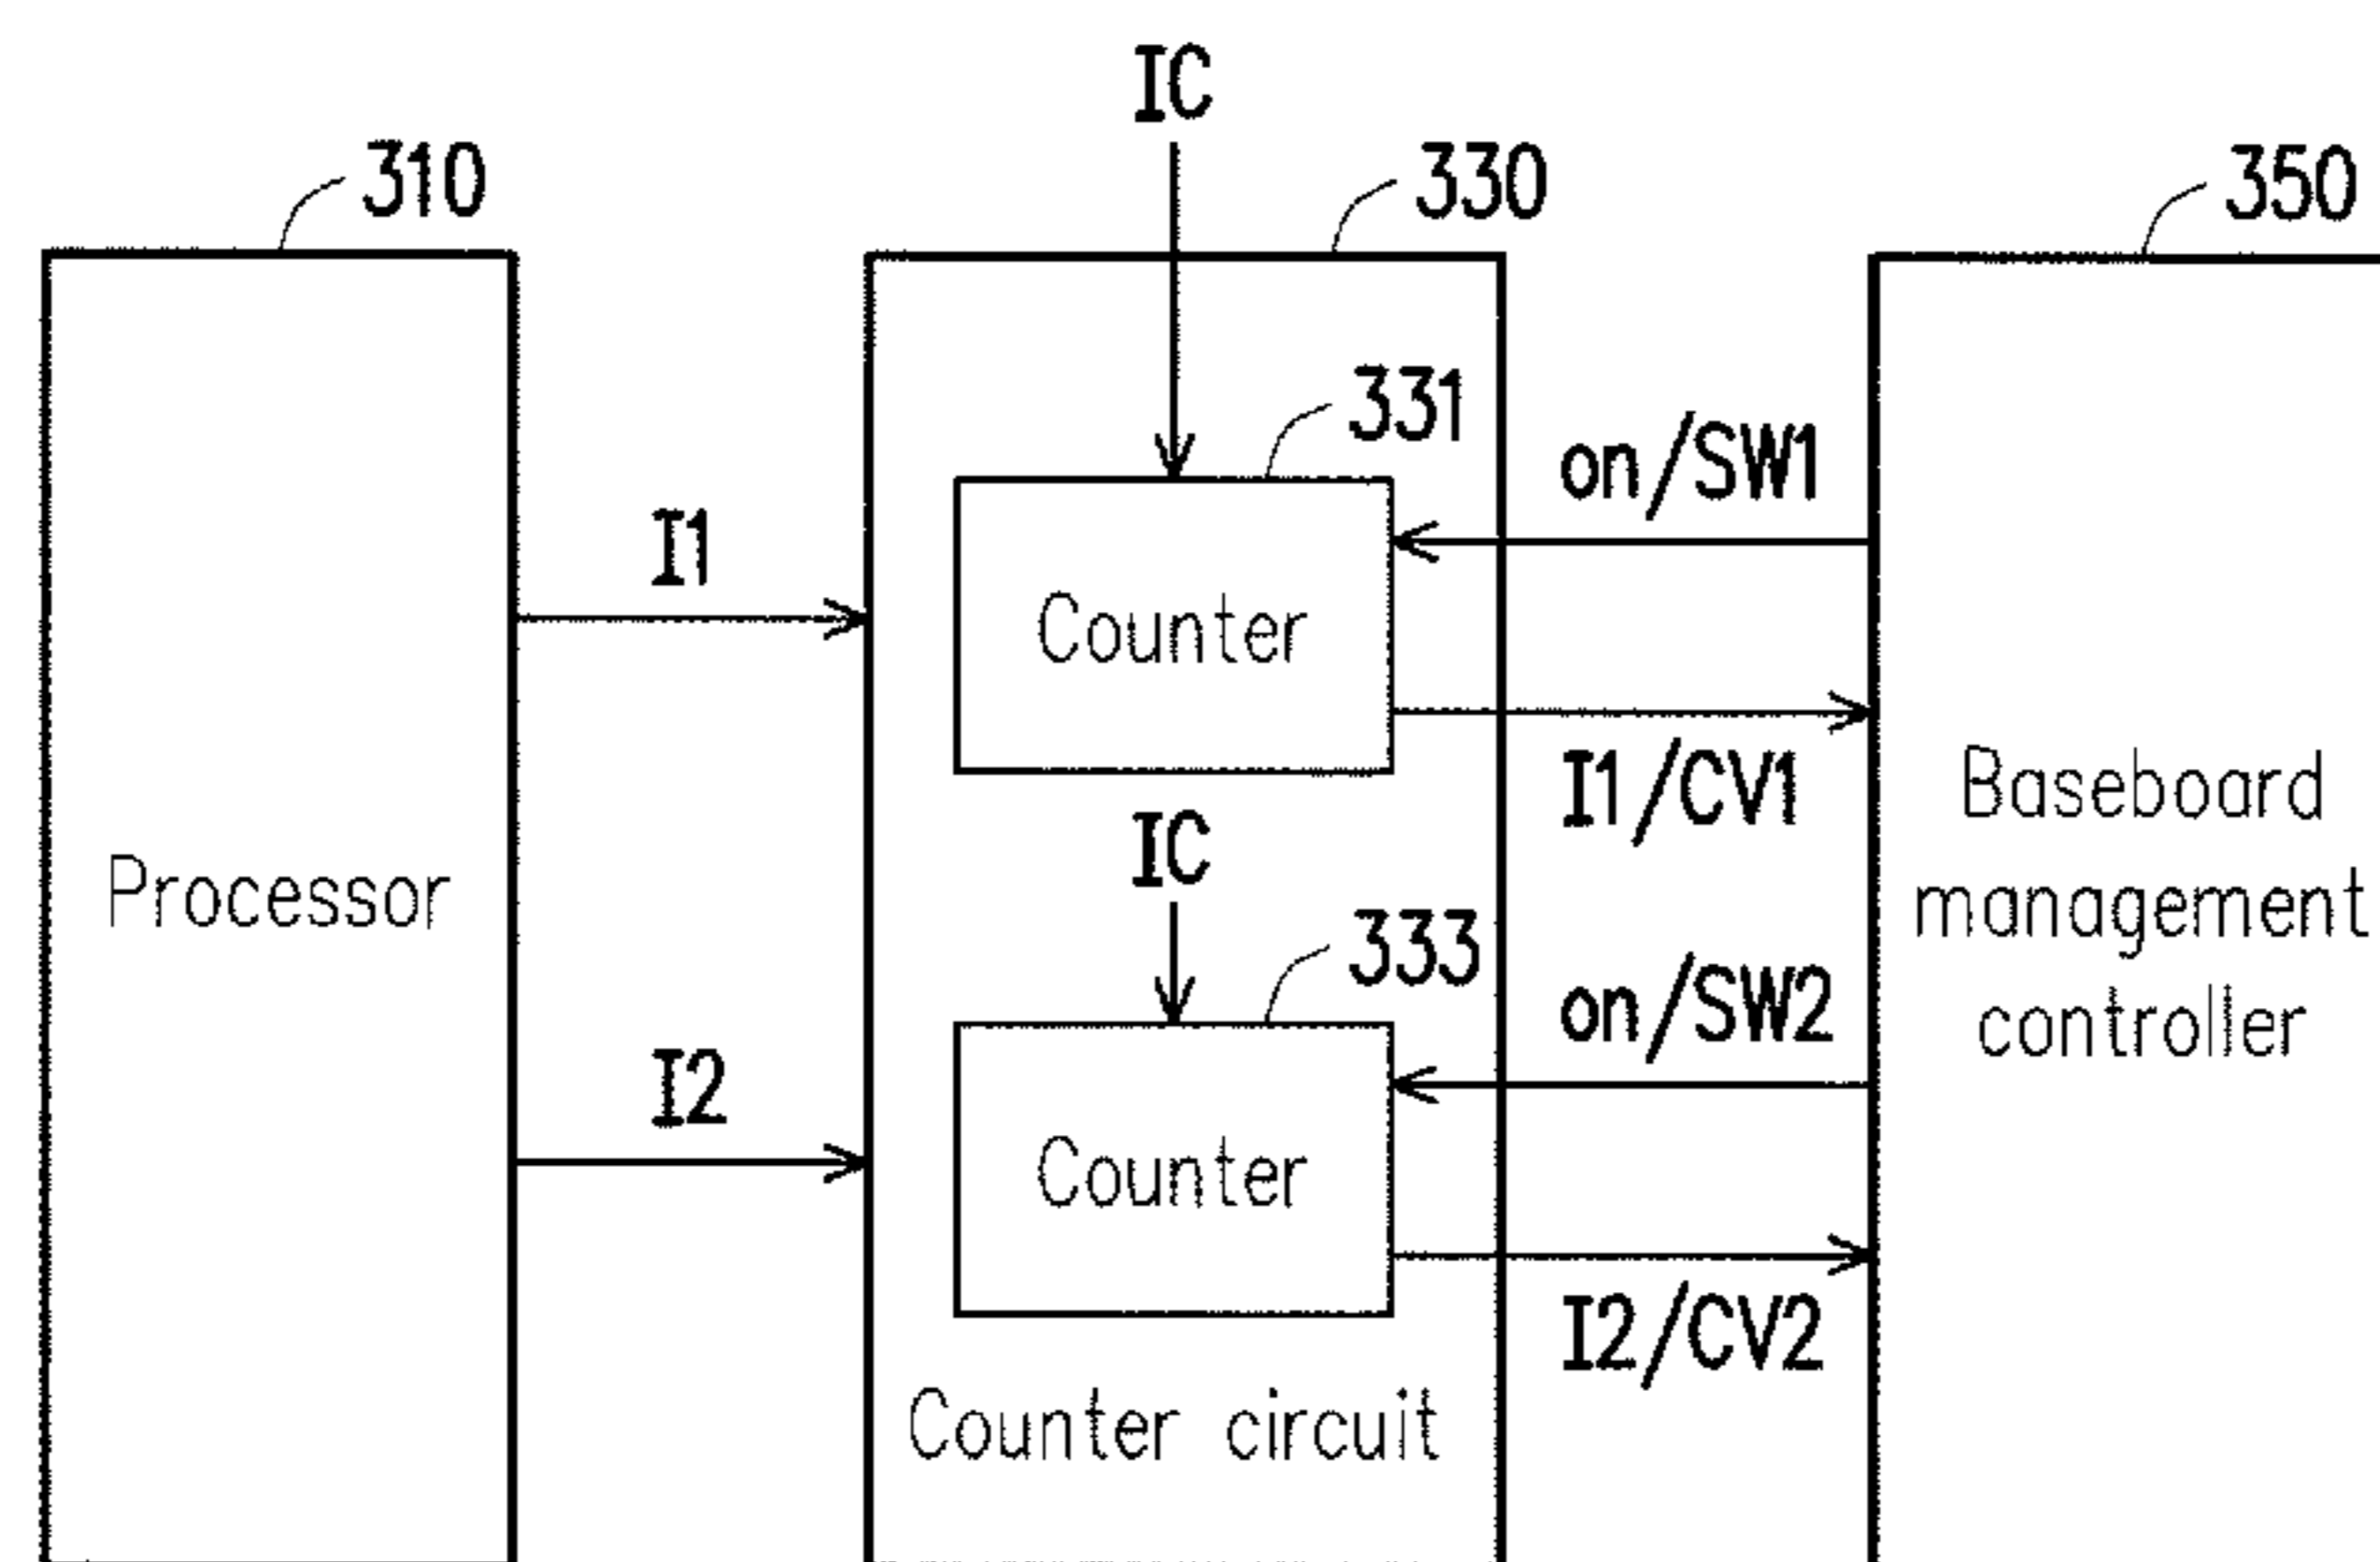 IC
310
330
350
331
on/SW1
I1
Counter
I1/CV1
Baseboard
management
controller
IC
Processor
333
on/SW2
I2
Counter
I2/CV2
Counter circuit